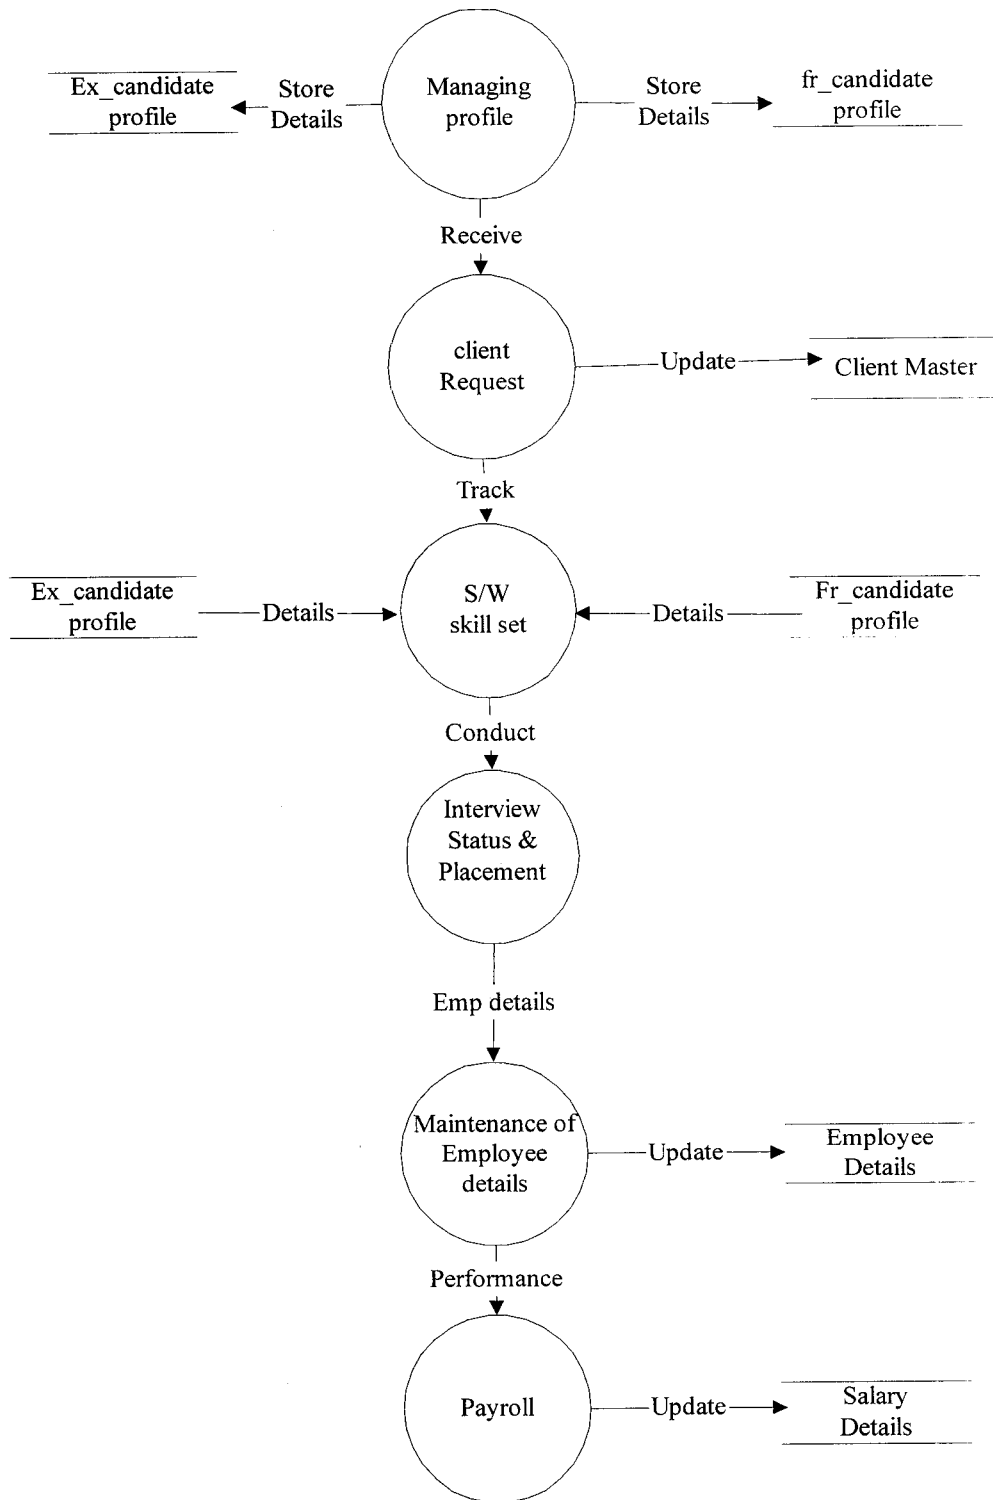 Ex_candidate
profile
Store
Details
Managing
profile
Store
Details
fr_candidate
profile
Receive
client
Request
Update
Client Master
Track
Ex_candidate
profile
Details
S/W
skill set
Details
Fr_candidate
profile
Conduct
Interview
Status &
Placement
Emp details
Maintenance of
Employee
details
Update
Employee
Details
Performance
Payroll
Update
Salary
Details